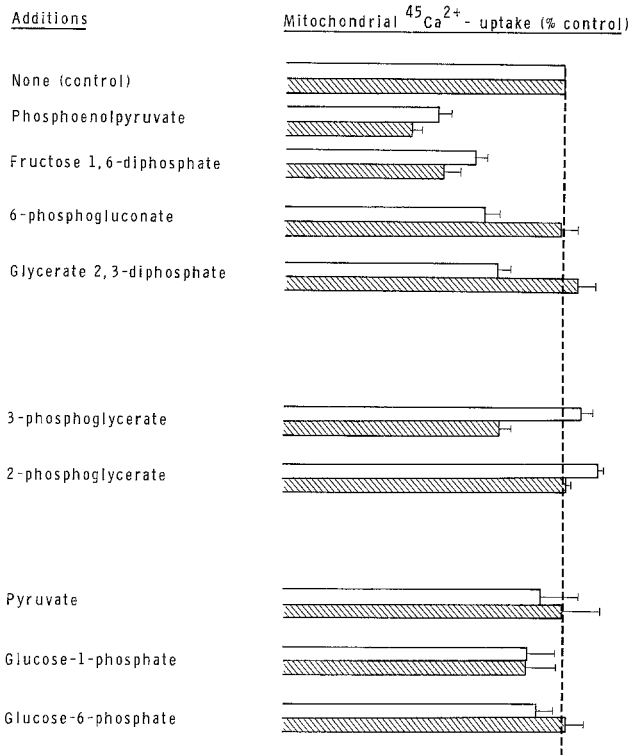 Additions
Mitochondrial ⁴⁵Ca²⁺- uptake (% control)
None (control)
Phosphoenolpyruvate
Fructose 1,6-diphosphate
6-phosphogluconate
Glycerate 2,3-diphosphate
3-phosphoglycerate
2-phosphoglycerate
Pyruvate
Glucose-1-phosphate
Glucose-6-phosphate